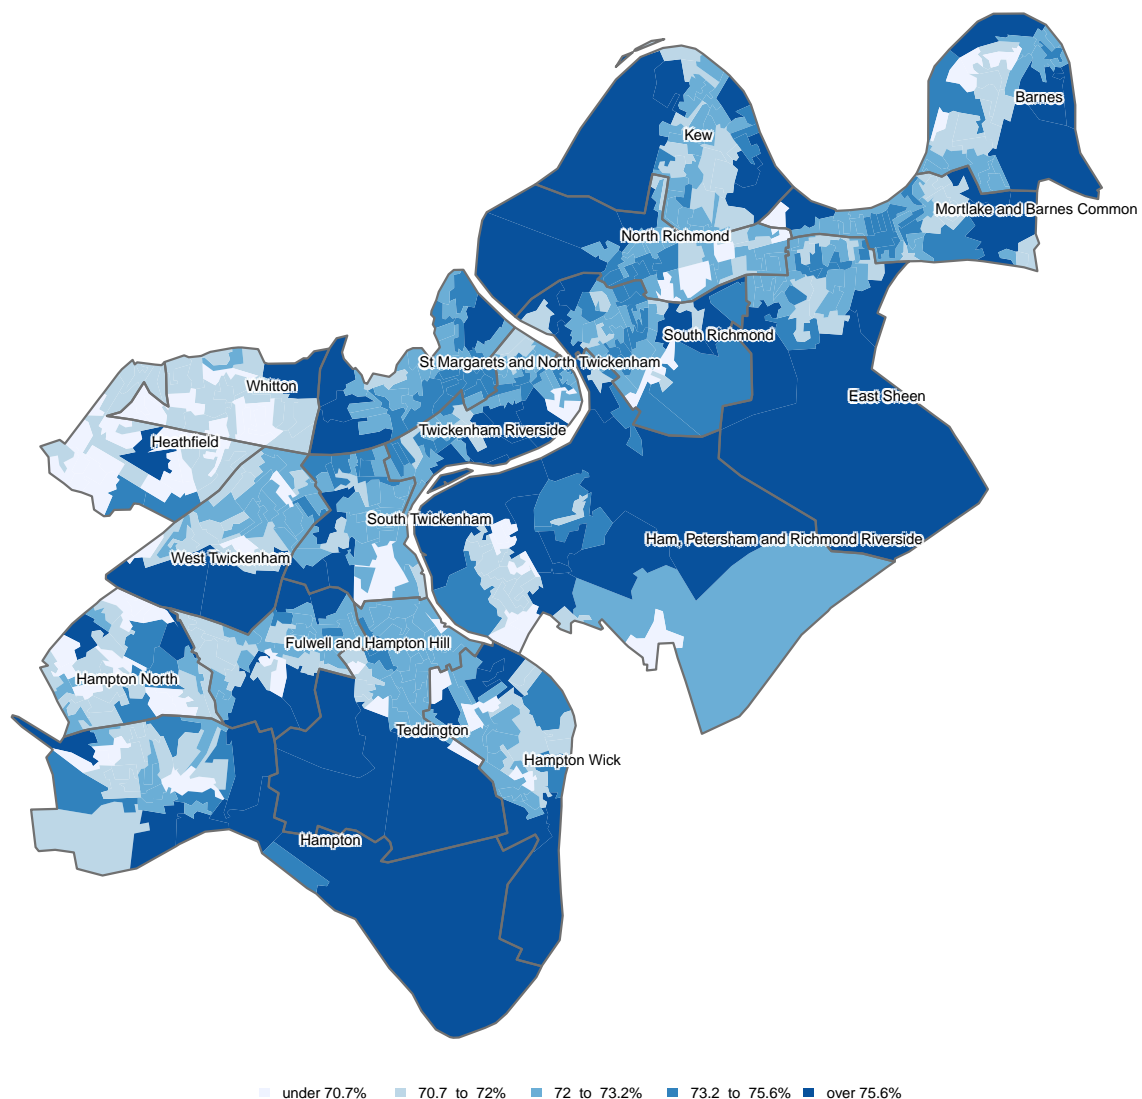 Barnes
Kew
Mortlake and Barnes Common
North Richmond
South Richmond
St Margarets and North Twickenham
Whitton
East Sheen
Twickenham Riverside
Heathfield
South Twickenham
Ham, Petersham and Richmond Riverside
West Twickenham
Fulwell and Hampton Hill
Hampton North
Teddington
Hampton Wick
Hampton
under 70.7% 70.7 to 72% 72 to 73.2% 73.2 to 75.6% over 75.6%